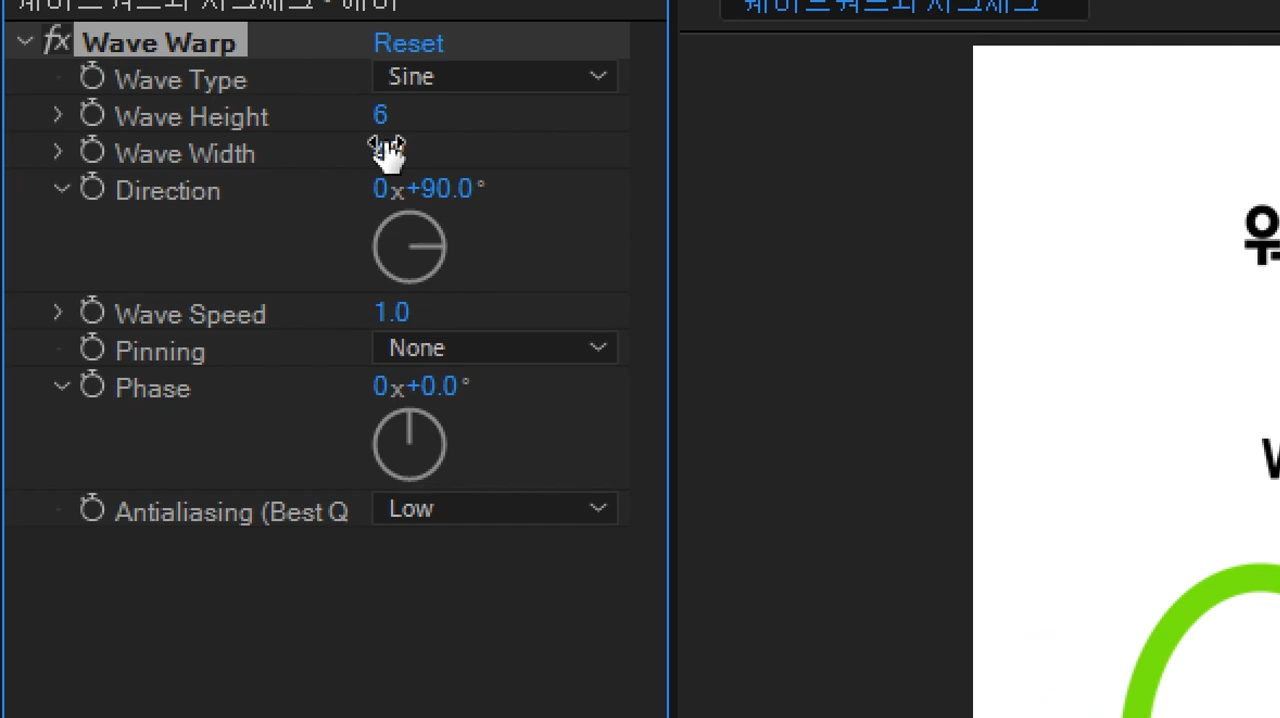 fx Wave Warp Reset
Wave Type Sine
Wave Height 6
Wave Width
Direction 0x+90.0°
Wave Speed 1.0
Pinning None
Phase 0x+0.0°
Antialiasing (Best Q Low